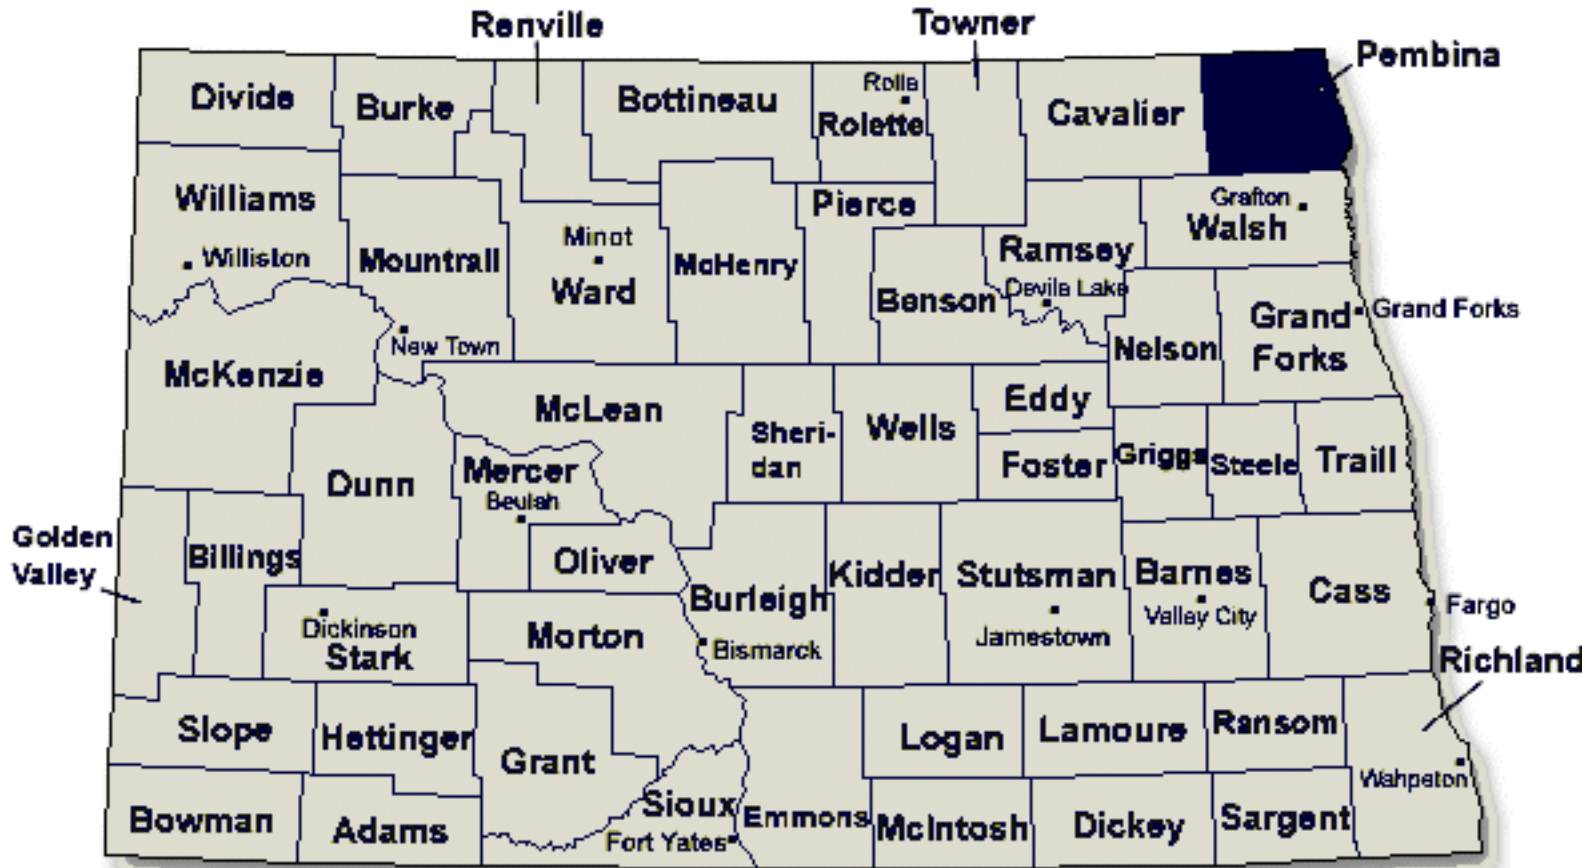 Renville
Towner
Pembina
Divide
Burke
Bottineau
Rolla
Rolette
Cavalier
Williams
Williston
Mountrail
Minot
Ward
McHenry
Pierce
Benson
Ramsey
Devils Lake
Grafton
Walsh
New Town
Nelson
Grand
Forks
Grand Forks
McKenzie
McLean
Sheri-
dan
Wells
Eddy
Foster
Griggs
Steele
Traill
Dunn
Mercer
Beulah
Oliver
Golden
Valley
Billings
Burleigh
Bismarck
Kidder
Stutsman
Jamestown
Barnes
Valley City
Cass
Fargo
Dickinson
Stark
Morton
Richland
Slope
Hettinger
Grant
Logan
Lamoure
Ransom
Wahpeton
Bowman
Adams
Sioux
Fort Yates
Emmons
McIntosh
Dickey
Sargent